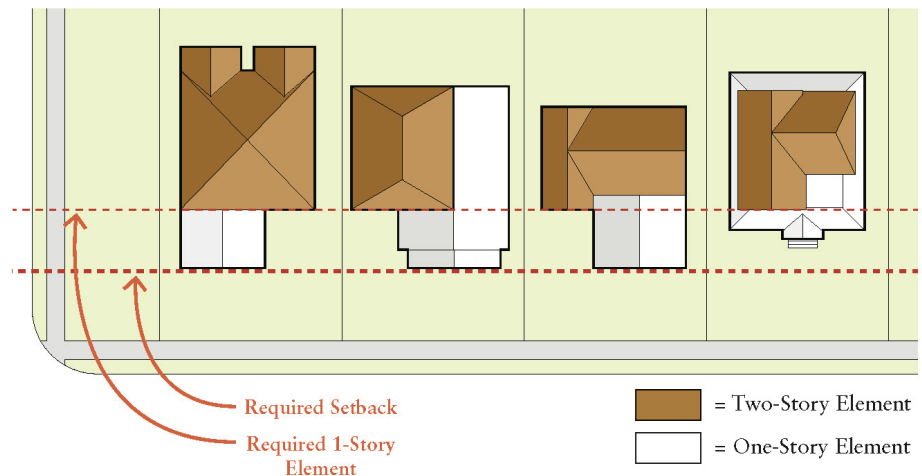 Required Setback
Required 1-Story
Element
= Two-Story Element
= One-Story Element